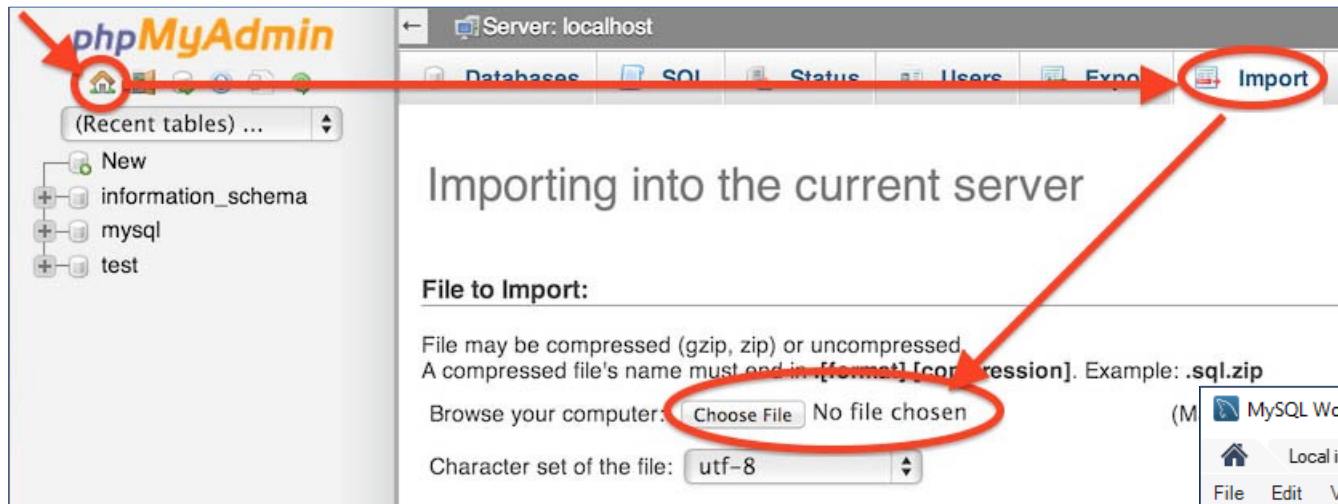 phpMyAdmin
(Recent tables) ...
New
information_schema
mysql
test
Server: localhost
Databases SQL Status Users Export Import
Importing into the current server
File to Import:
File may be compressed (gzip, zip) or uncompressed.
A compressed file's name must end in .[format].[compression]. Example: .sql.zip
Browse your computer: Choose File No file chosen (M
Character set of the file: utf-8
MySQL Wo
Local i
File Edit V